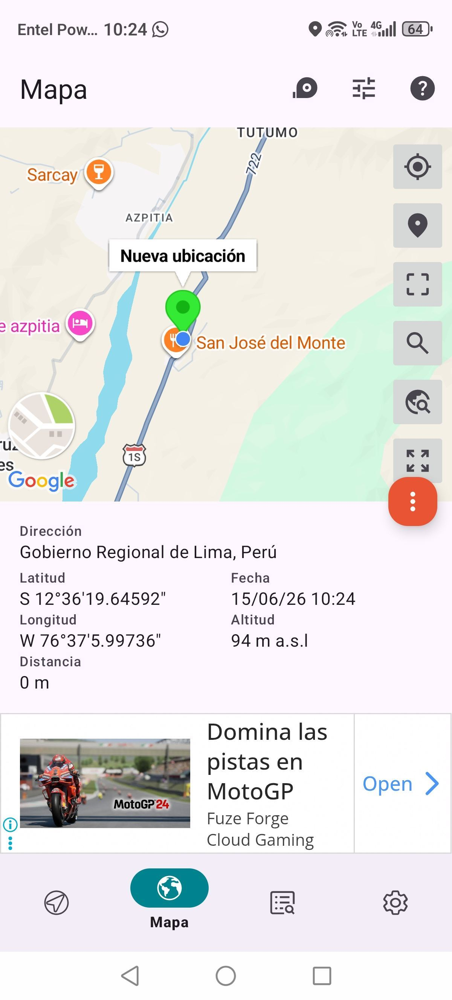 Entel Pow... 10:24
Vo LTE 4G 64
Mapa
TUTUMO
722
Sarcay
AZPITIA
Nueva ubicación
e azpitia
San José del Monte
ruz
es
1S
Google
Dirección
Gobierno Regional de Lima, Perú
Latitud
S 12°36'19.64592"
Fecha
15/06/26 10:24
Longitud
W 76°37'5.99736"
Altitud
94 m a.s.l
Distancia
0 m
Domina las
pistas en
MotoGP
Fuze Forge
Cloud Gaming
MotoGP™24
Open
Mapa